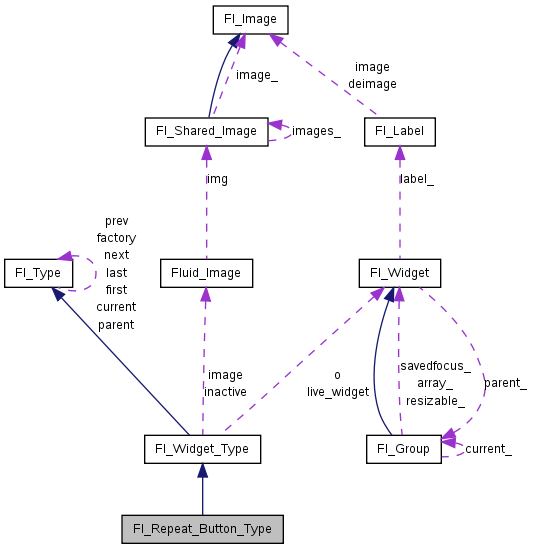 Fl_Image
image_
image
deimage
Fl_Shared_Image
images_
Fl_Label
img
label_
prev
factory
next
last
first
current
parent
Fl_Type
Fluid_Image
Fl_Widget
image
inactive
o
live_widget
savedfocus_
array_
resizable_
parent_
Fl_Widget_Type
Fl_Group
current_
Fl_Repeat_Button_Type